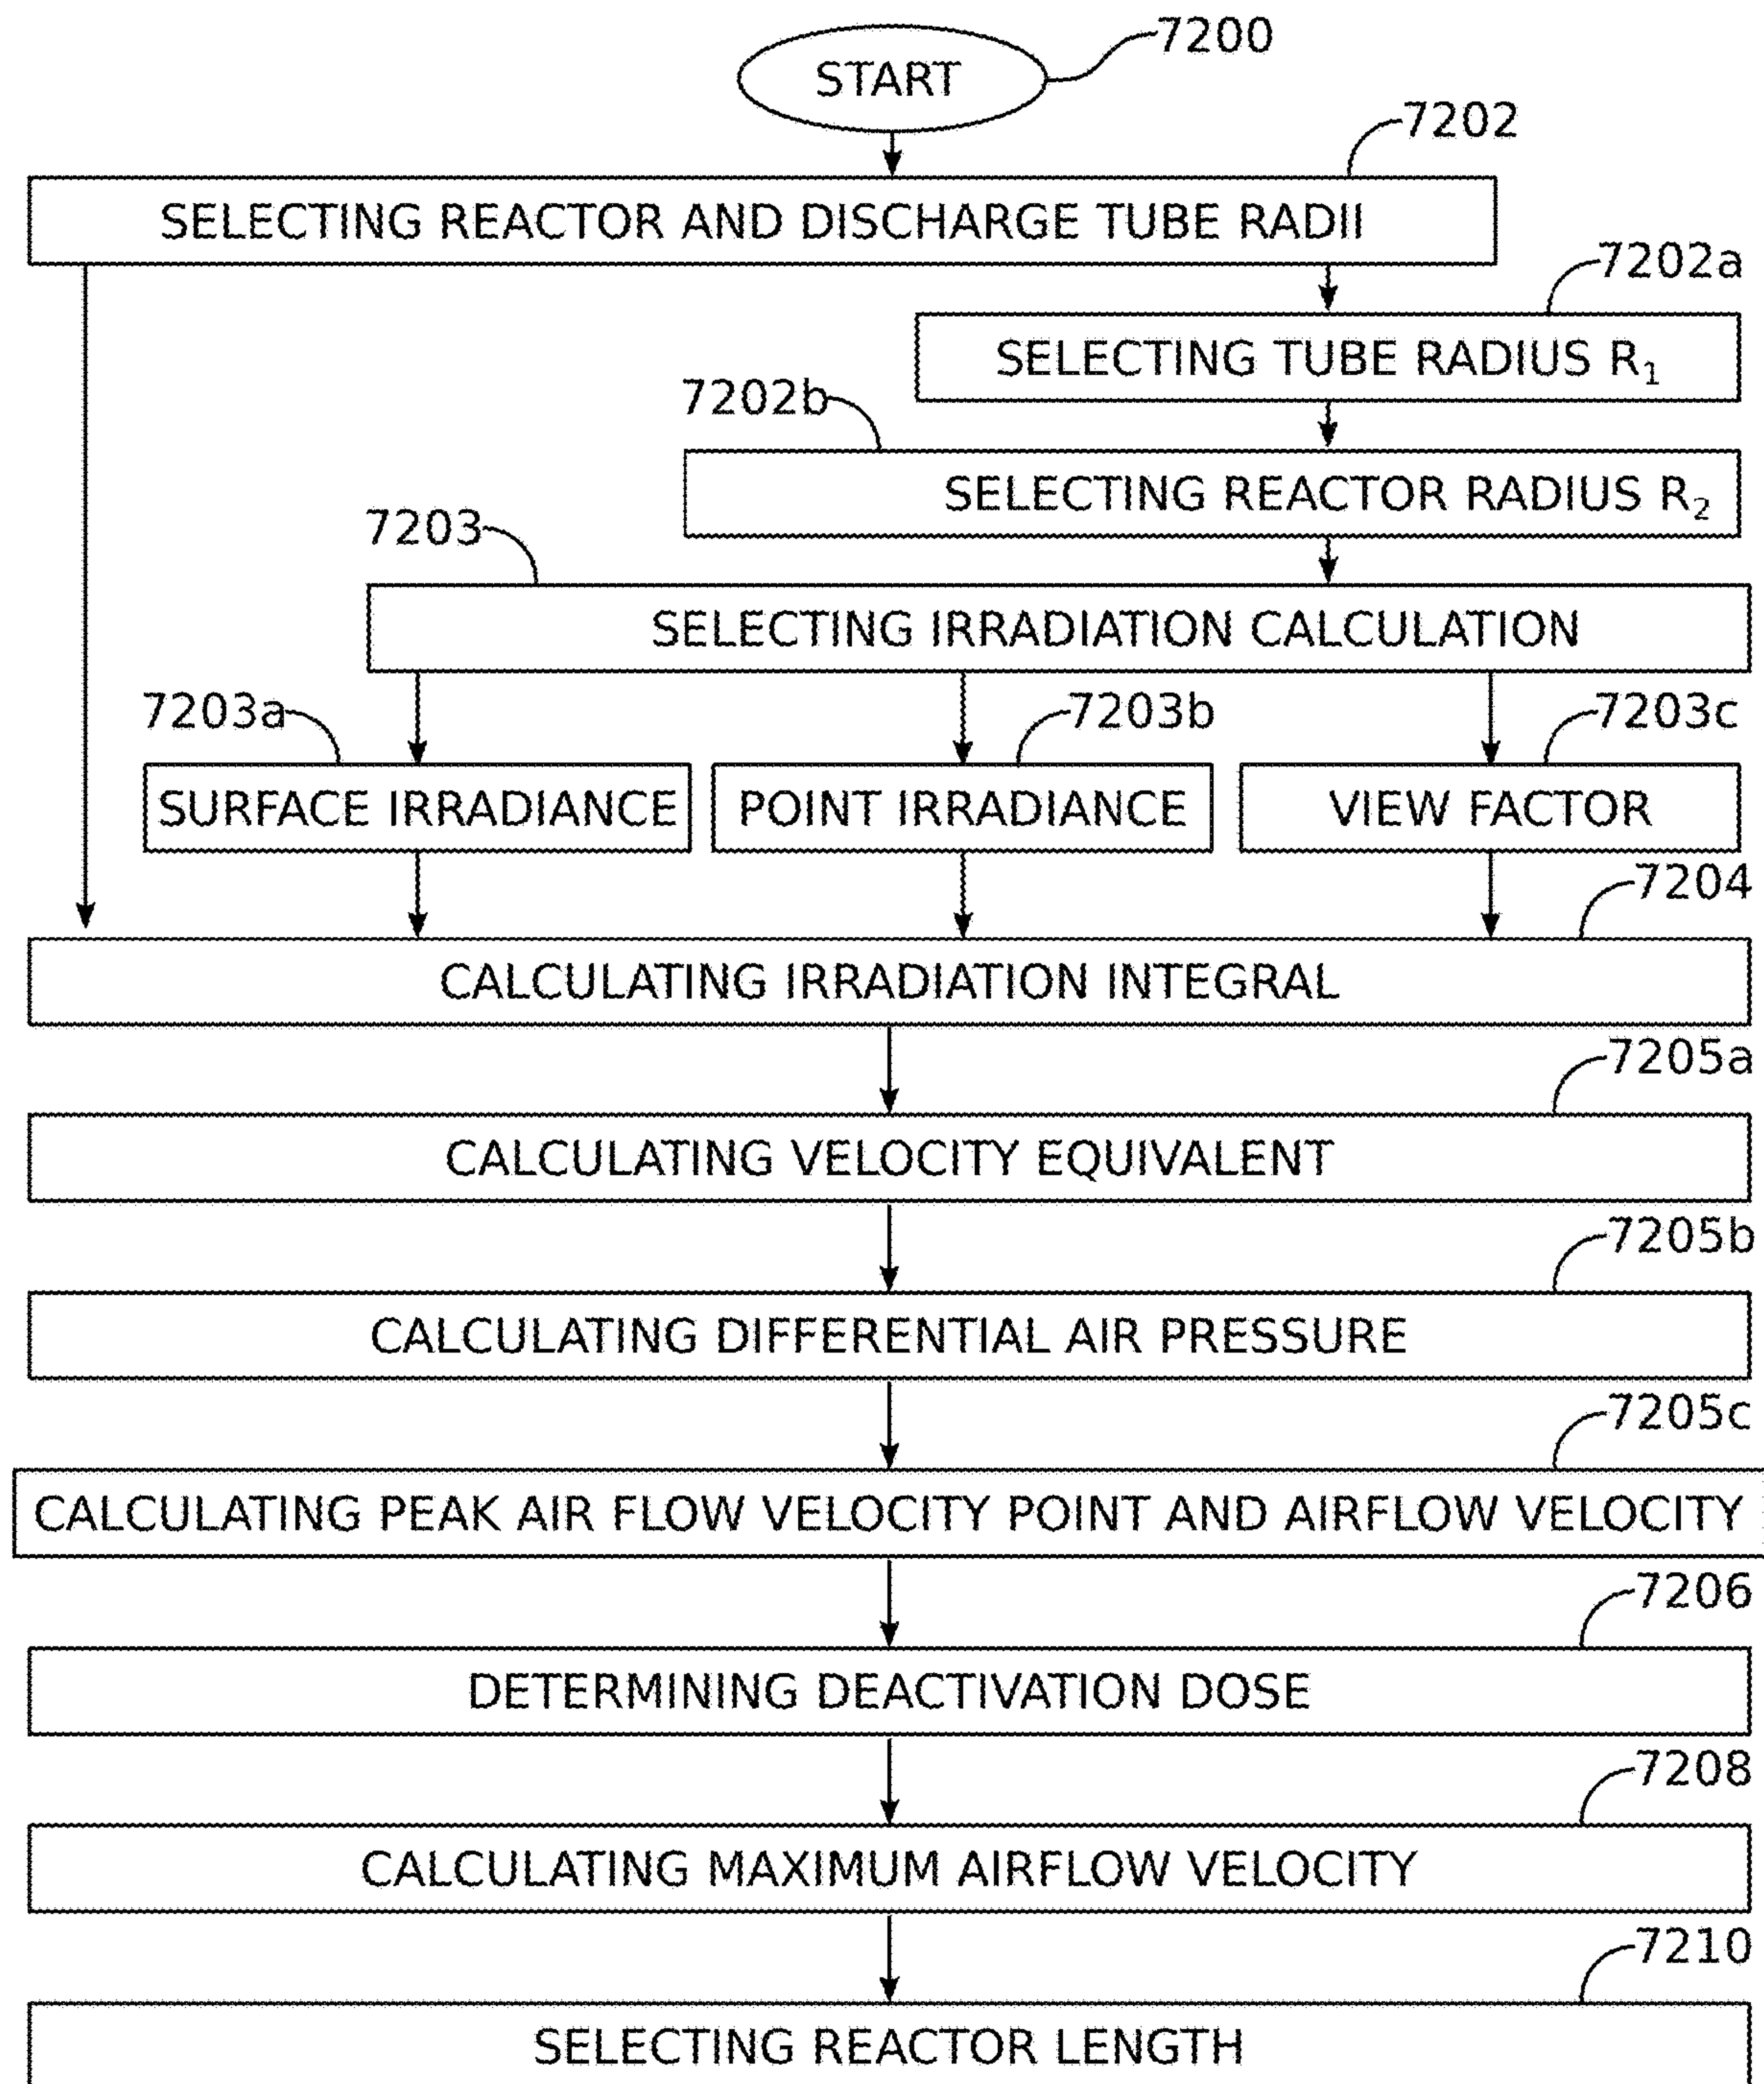 START
7200
7202
SELECTING REACTOR AND DISCHARGE TUBE RADII
7202a
SELECTING TUBE RADIUS R₁
7202b
SELECTING REACTOR RADIUS R₂
7203
SELECTING IRRADIATION CALCULATION
7203a
7203b
7203c
SURFACE IRRADIANCE
POINT IRRADIANCE
VIEW FACTOR
7204
CALCULATING IRRADIATION INTEGRAL
7205a
CALCULATING VELOCITY EQUIVALENT
7205b
CALCULATING DIFFERENTIAL AIR PRESSURE
7205c
CALCULATING PEAK AIR FLOW VELOCITY POINT AND AIRFLOW VELOCITY
7206
DETERMINING DEACTIVATION DOSE
7208
CALCULATING MAXIMUM AIRFLOW VELOCITY
7210
SELECTING REACTOR LENGTH